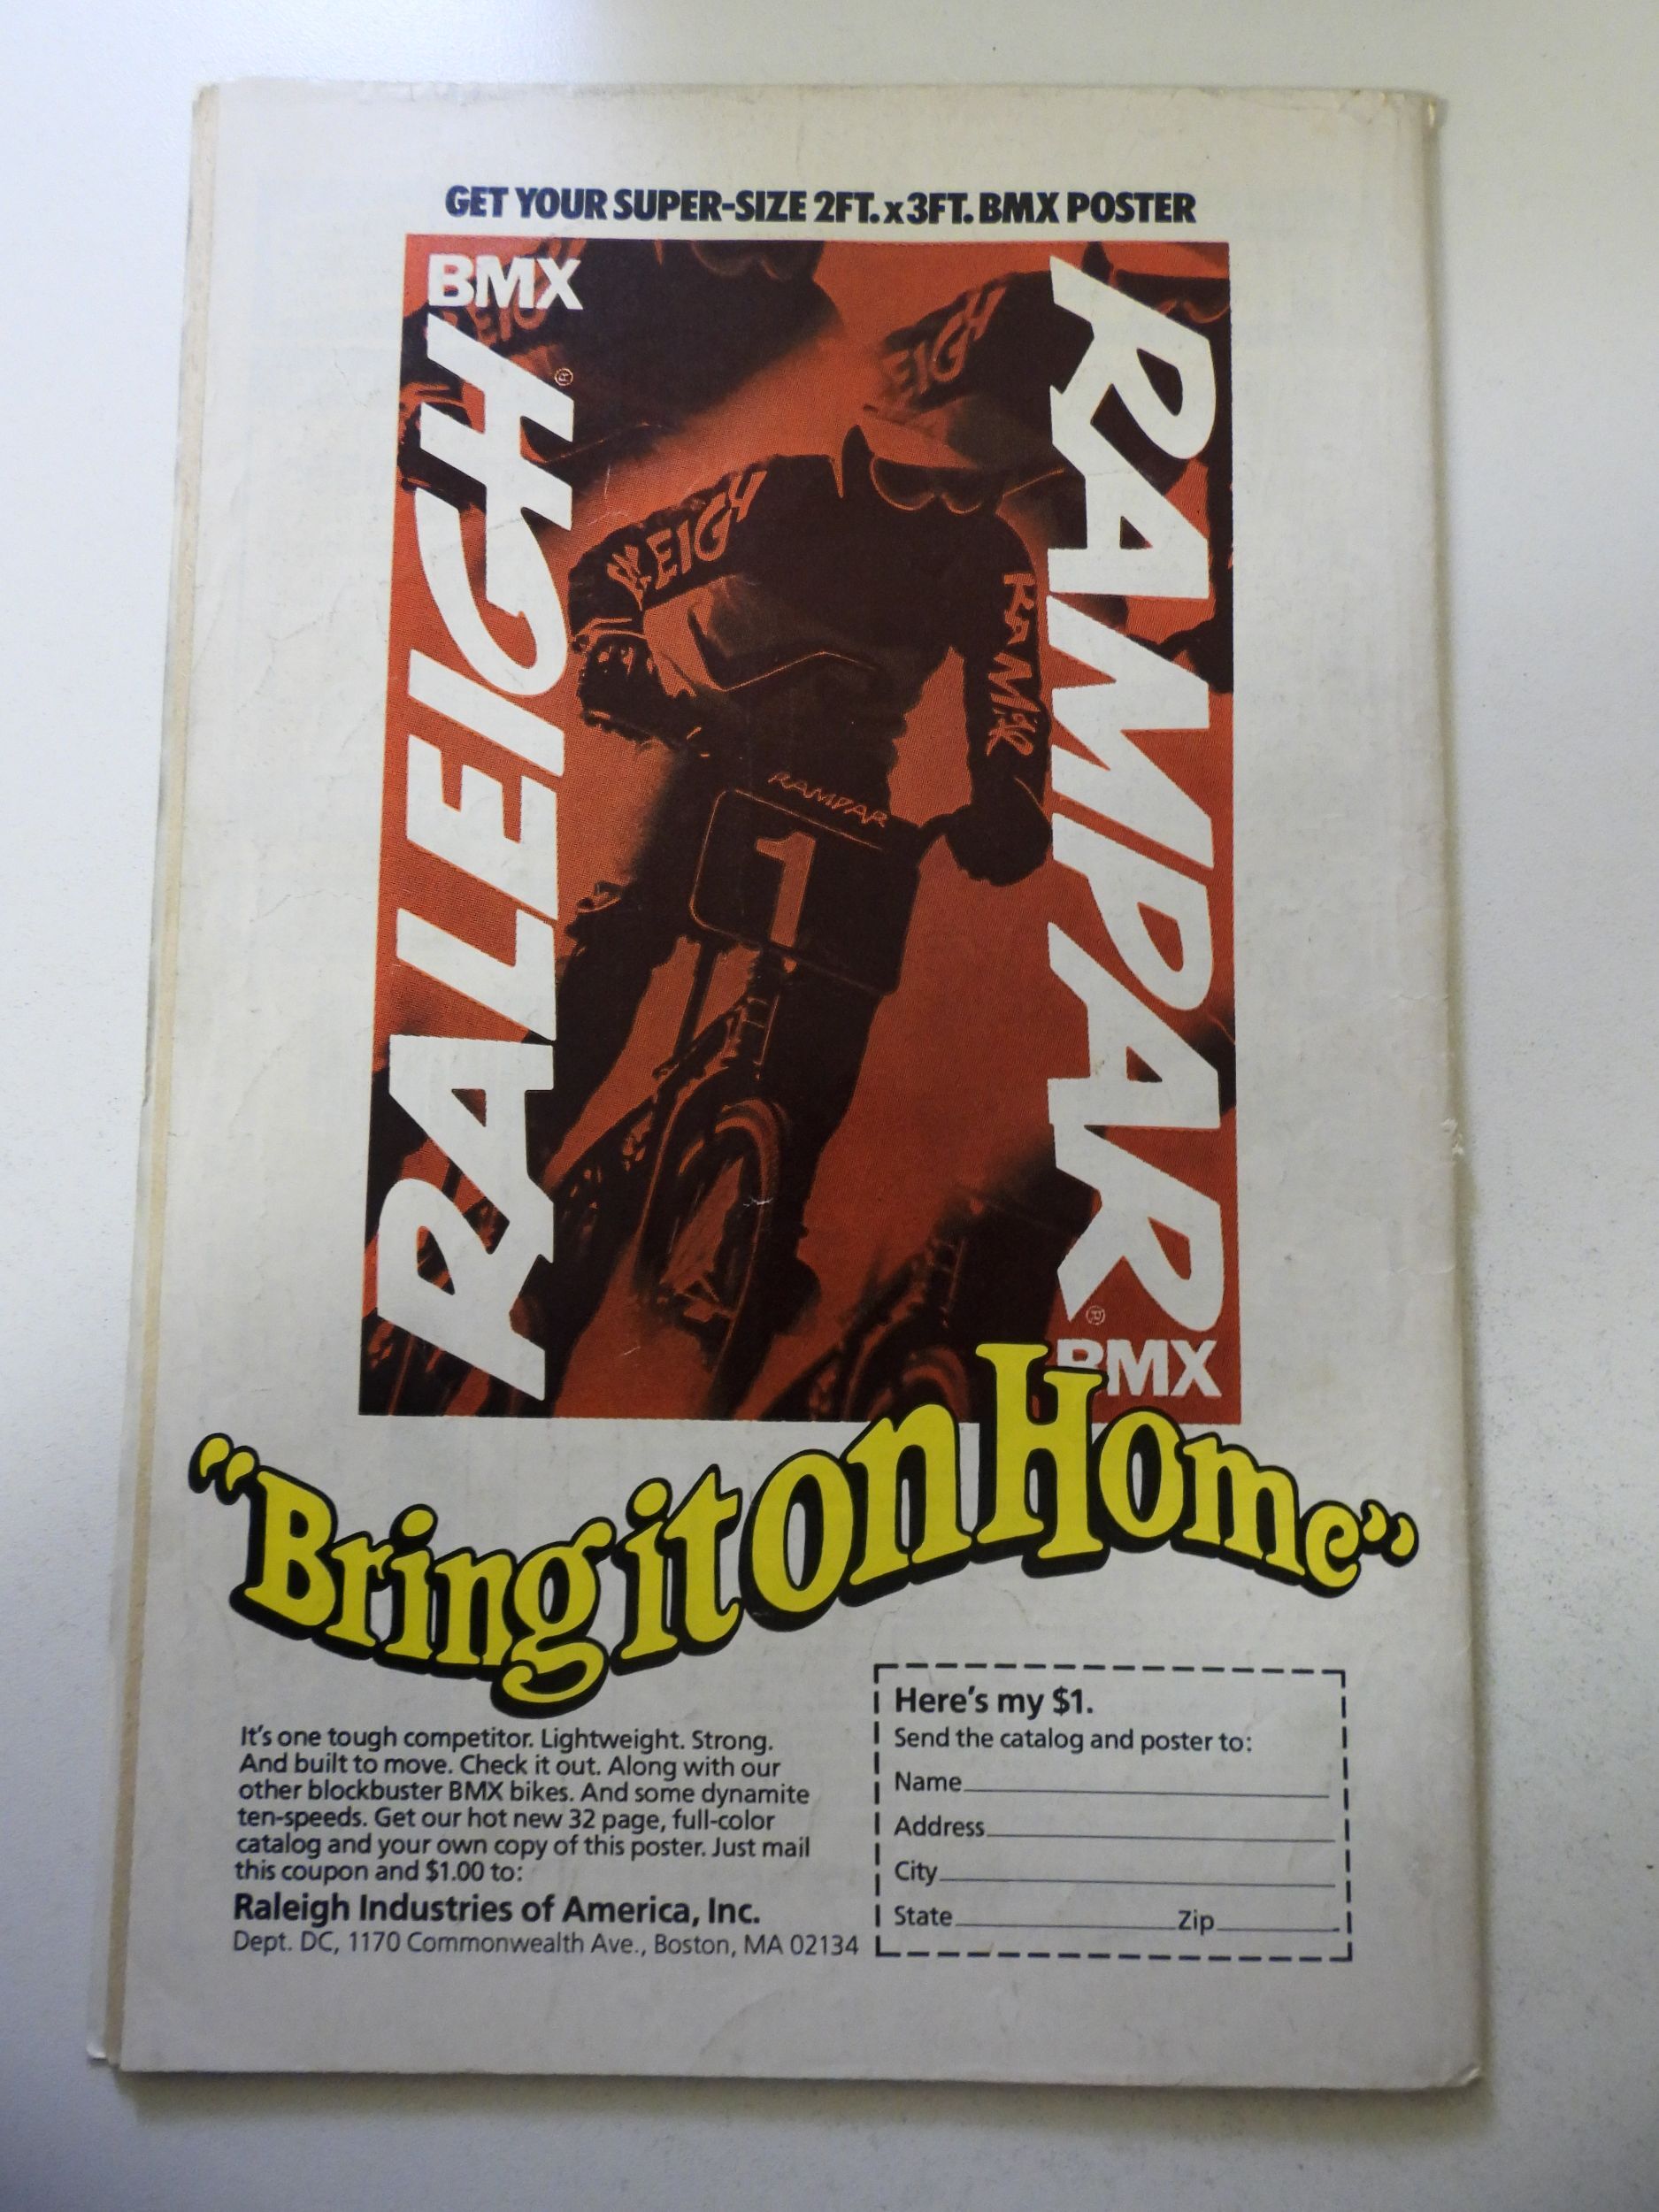 GET YOUR SUPER-SIZE 2FT. x 3FT. BMX POSTER
BMX
RALEIGH®
RAMPAR®
BMX
LEIGH
EIGH
RAMPAR
1
"Bring it on Home"
It's one tough competitor. Lightweight. Strong.
And built to move. Check it out. Along with our
other blockbuster BMX bikes. And some dynamite
ten-speeds. Get our hot new 32 page, full-color
catalog and your own copy of this poster. Just mail
this coupon and $1.00 to:
Raleigh Industries of America, Inc.
Dept. DC, 1170 Commonwealth Ave., Boston, MA 02134
Here's my $1.
Send the catalog and poster to:
Name
Address
City
State Zip